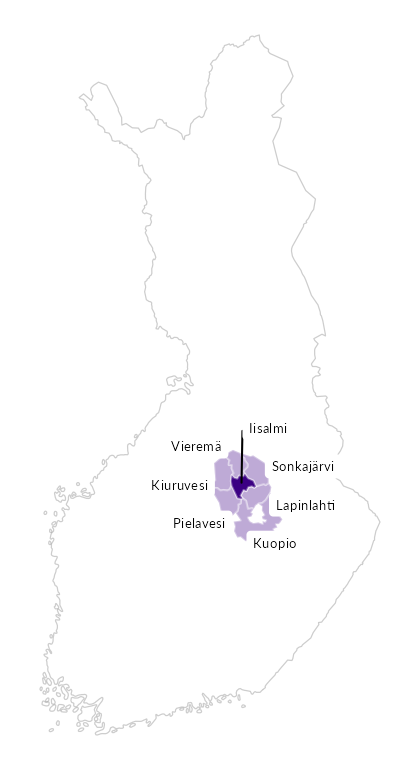 Iisalmi
Vieremä
Sonkajärvi
Kiuruvesi
Lapinlahti
Pielavesi
Kuopio